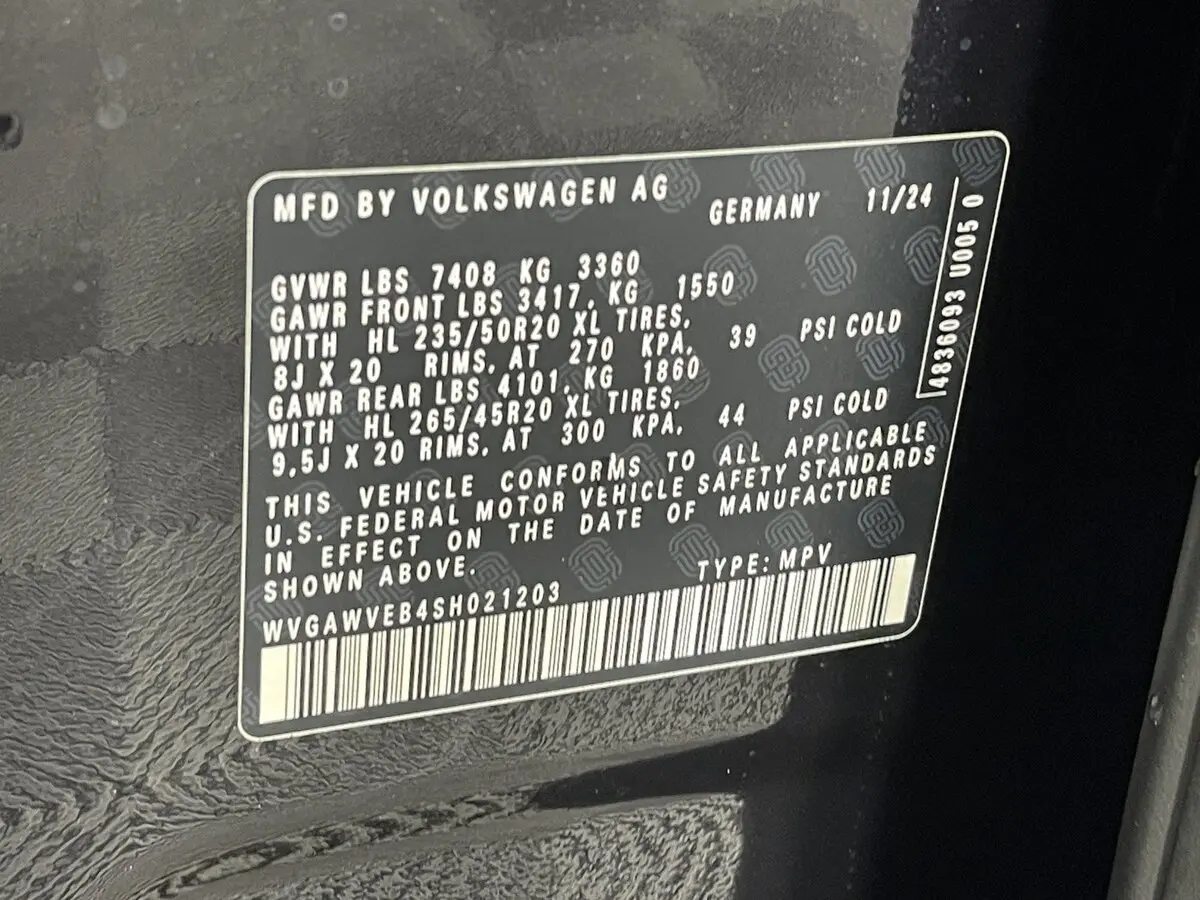 MFD BY VOLKSWAGEN AG GERMANY 11/24
GVWR LBS 7408 KG 3360
GAWR FRONT LBS 3417, KG 1550
WITH HL 235/50R20 XL TIRES,
8J X 20 RIMS, AT 270 KPA, 39 PSI COLD
GAWR REAR LBS 4101, KG 1860
WITH HL 265/45R20 XL TIRES,
9,5J X 20 RIMS, AT 300 KPA, 44 PSI COLD
THIS VEHICLE CONFORMS TO ALL APPLICABLE
U.S. FEDERAL MOTOR VEHICLE SAFETY STANDARDS
IN EFFECT ON THE DATE OF MANUFACTURE
SHOWN ABOVE. TYPE: MPV
WVGAWVEB4SH021203
4836093 U005 0